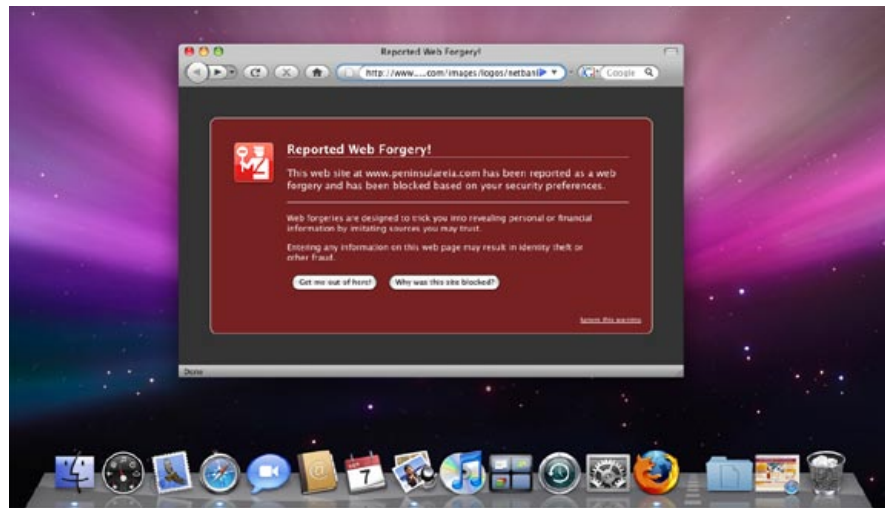 Reported Web Forgery!
http://www.....com/images/logos/netban
Google
Reported Web Forgery!
This web site at www.peninsulareia.com has been reported as a web
forgery and has been blocked based on your security preferences.
Web forgeries are designed to trick you into revealing personal or financial
information by imitating sources you may trust.
Entering any information on this web page may result in identity theft or
other fraud.
Get me out of here!
Why was this site blocked?
Ignore this warning
Done
7